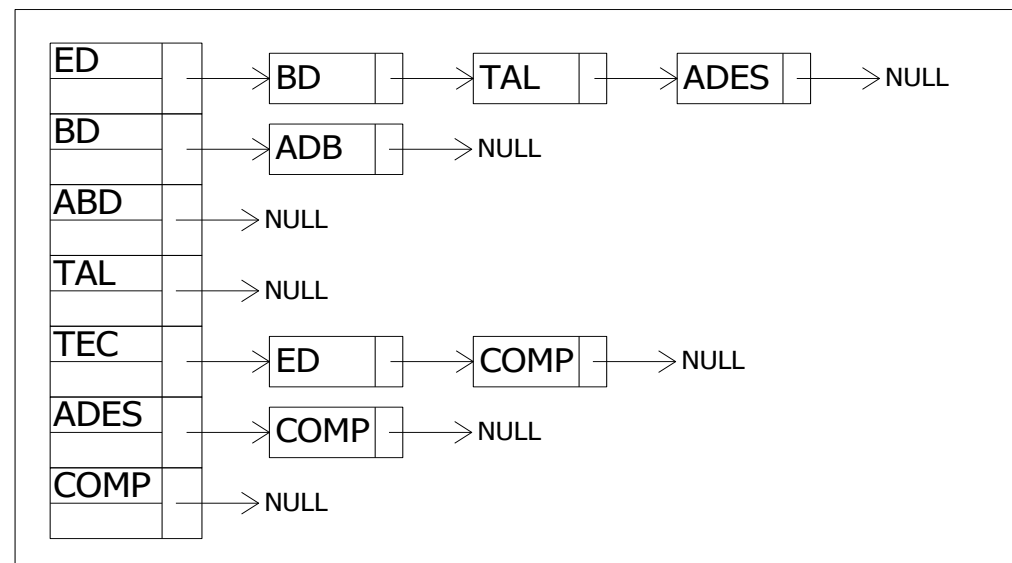 ED BD TAL ADES NULL
BD ADB NULL
ABD NULL
TAL NULL
TEC ED COMP NULL
ADES COMP NULL
COMP NULL